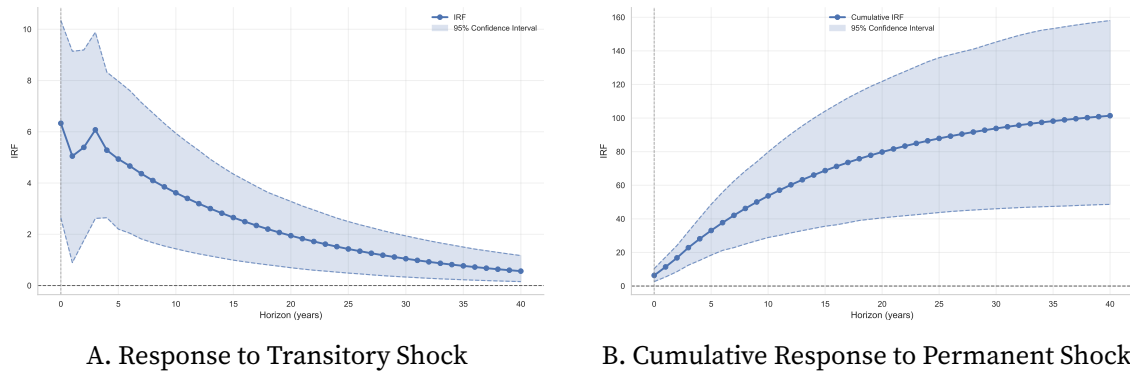 IRF
95% Confidence Interval
10
8
6
4
2
0
IRF
0 5 10 15 20 25 30 35 40
Horizon (years)
A. Response to Transitory Shock
Cumulative IRF
95% Confidence Interval
160
140
120
100
80
60
40
20
0
IRF
0 5 10 15 20 25 30 35 40
Horizon (years)
B. Cumulative Response to Permanent Shock